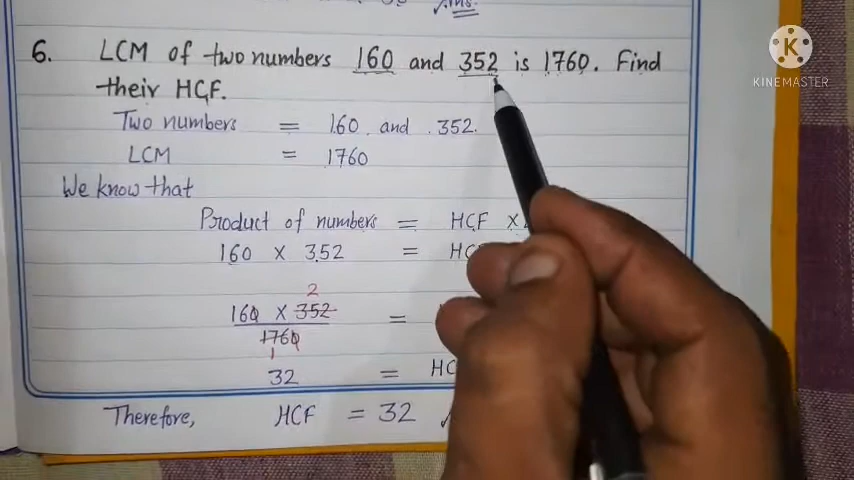 Ans.
6. LCM of two numbers 160 and 352 is 1760. Find
their HCF.
Two numbers = 160 and 352.
LCM = 1760
We know that
Product of numbers = HCF ×
160 × 352 = HC
2
160 × 352 =
1760
1
32 = HC
Therefore, HCF = 32
K
KINEMASTER